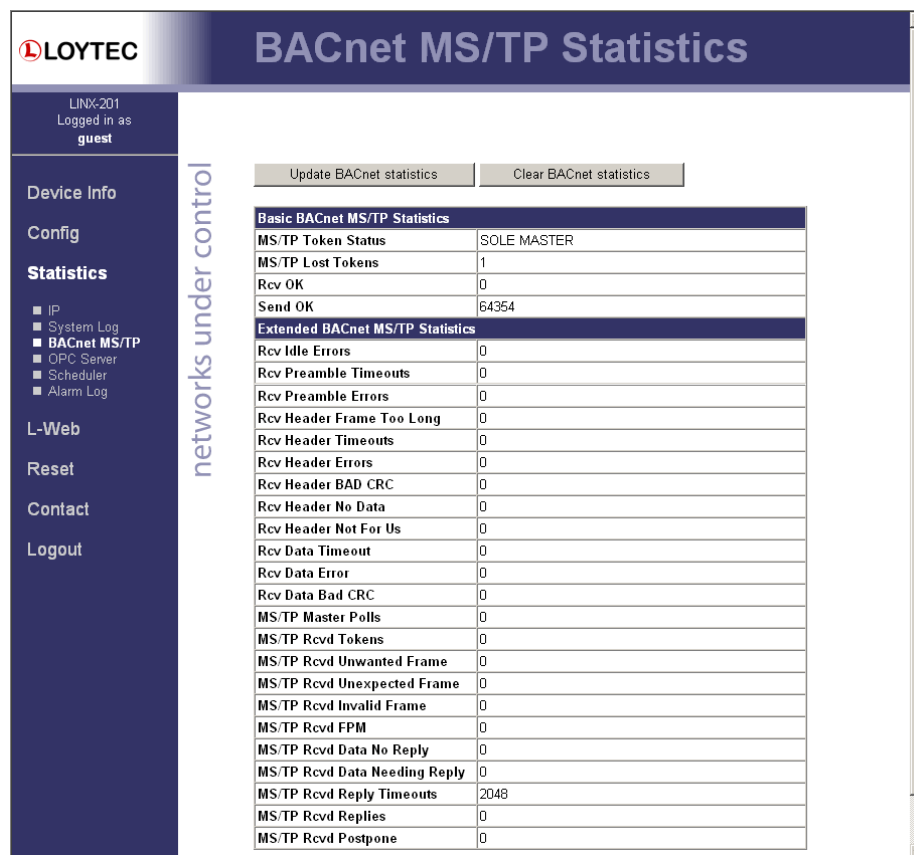 LOYTEC
BACnet MS/TP Statistics
LINX-201
Logged in as
guest
Device Info
Config
Statistics
IP
System Log
BACnet MS/TP
OPC Server
Scheduler
Alarm Log
L-Web
Reset
Contact
Logout
networks under control
Update BACnet statistics Clear BACnet statistics
Basic BACnet MS/TP Statistics
MS/TP Token Status SOLE MASTER
MS/TP Lost Tokens 1
Rcv OK 0
Send OK 64354
Extended BACnet MS/TP Statistics
Rcv Idle Errors 0
Rcv Preamble Timeouts 0
Rcv Preamble Errors 0
Rcv Header Frame Too Long 0
Rcv Header Timeouts 0
Rcv Header Errors 0
Rcv Header BAD CRC 0
Rcv Header No Data 0
Rcv Header Not For Us 0
Rcv Data Timeout 0
Rcv Data Error 0
Rcv Data Bad CRC 0
MS/TP Master Polls 0
MS/TP Rcvd Tokens 0
MS/TP Rcvd Unwanted Frame 0
MS/TP Rcvd Unexpected Frame 0
MS/TP Rcvd Invalid Frame 0
MS/TP Rcvd FPM 0
MS/TP Rcvd Data No Reply 0
MS/TP Rcvd Data Needing Reply 0
MS/TP Rcvd Reply Timeouts 2048
MS/TP Rcvd Replies 0
MS/TP Rcvd Postpone 0